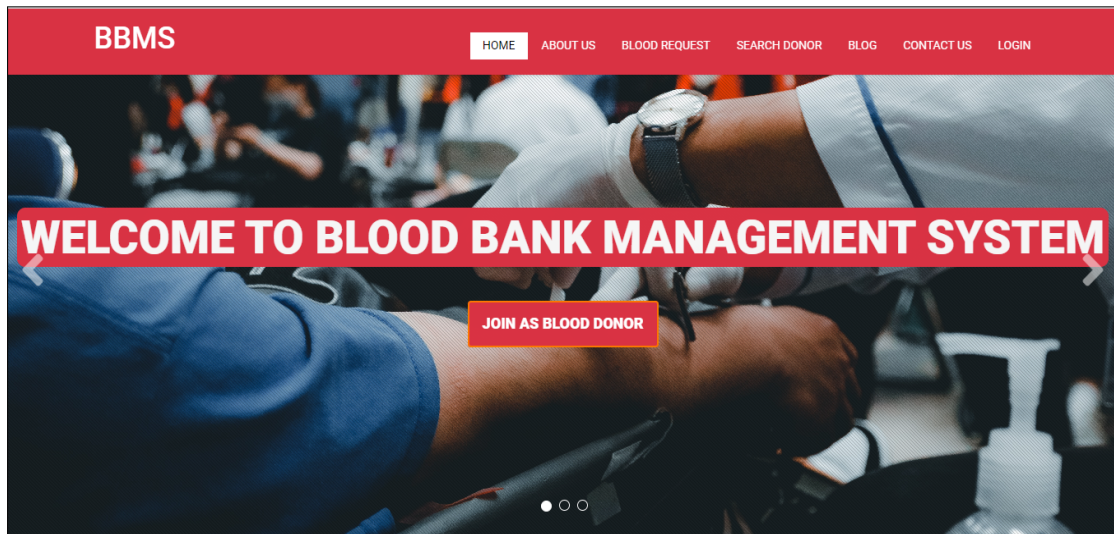 BBMS
HOME ABOUT US BLOOD REQUEST SEARCH DONOR BLOG CONTACT US LOGIN
WELCOME TO BLOOD BANK MANAGEMENT SYSTEM
JOIN AS BLOOD DONOR